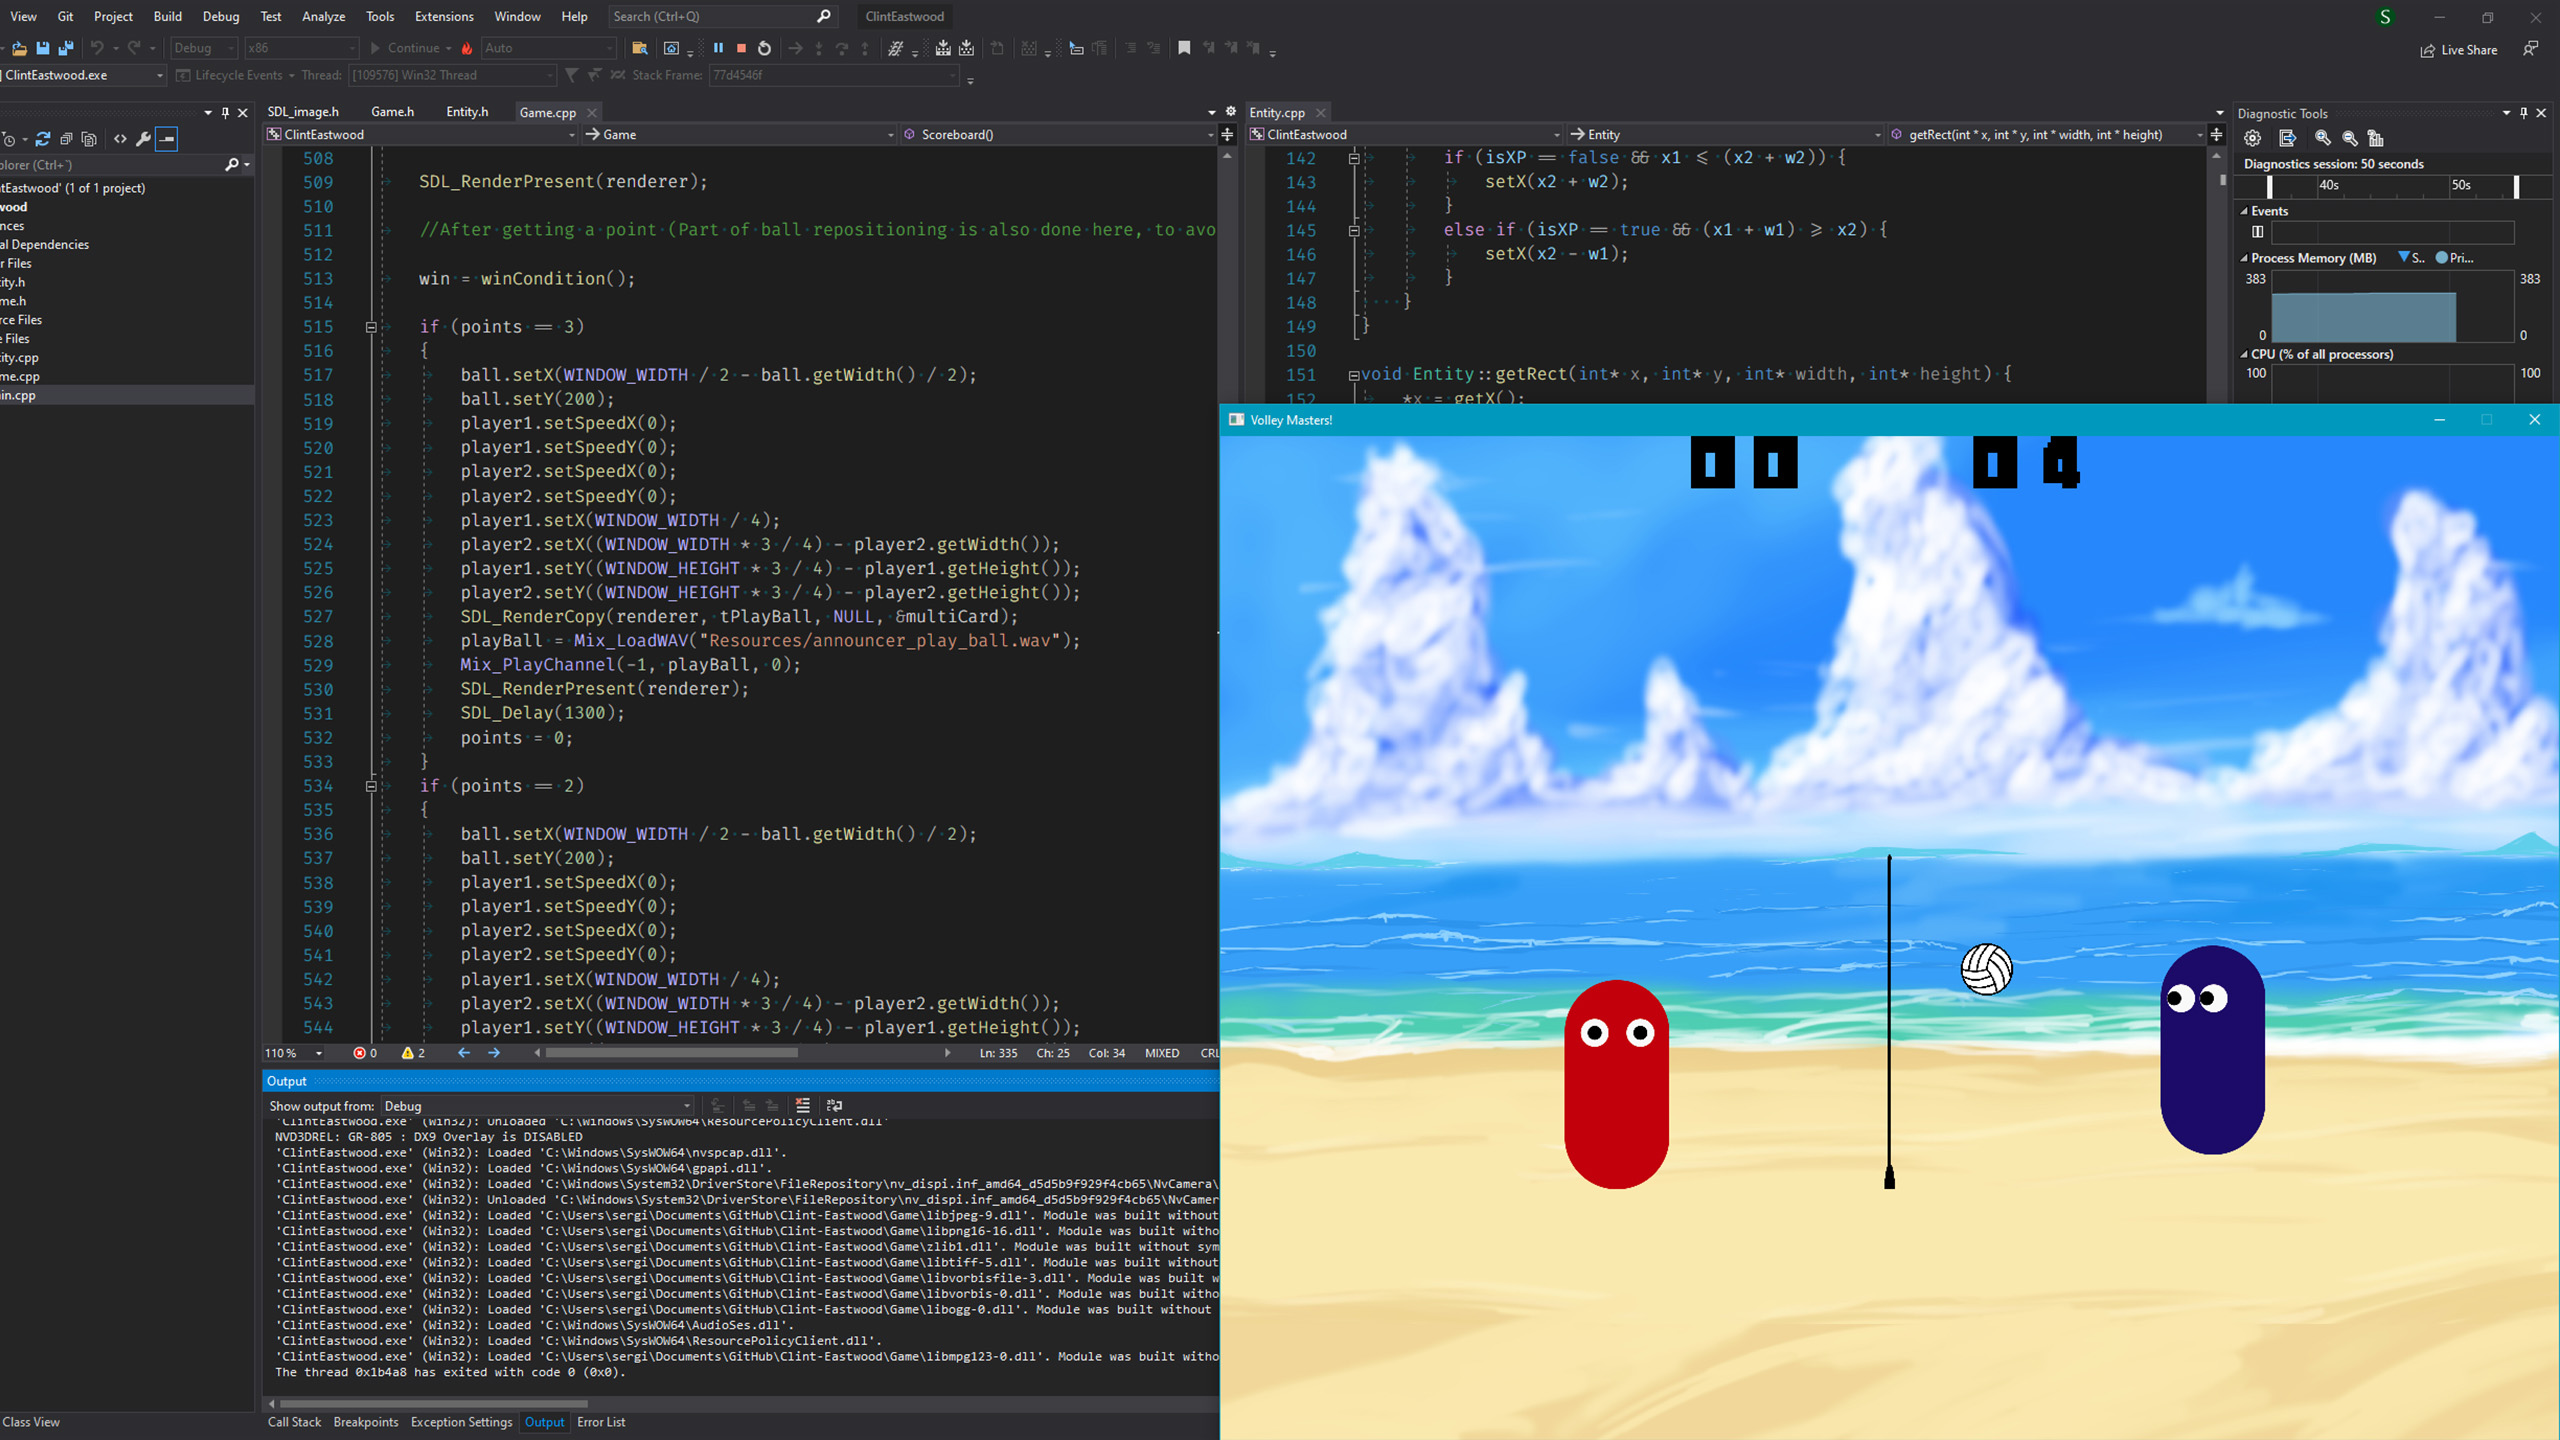 View Git Project Build Debug Test Analyze Tools Extensions Window Help Search (Ctrl+Q) ClintEastwood S
Debug x86 Continue Auto Live Share
ClintEastwood.exe Lifecycle Events Thread: [109576] Win32 Thread Stack Frame: 77d4546f
SDL_image.h Game.h Entity.h Game.cpp
ClintEastwood Game Scoreboard()
plorer (Ctrl+¨)
ntEastwood' (1 of 1 project)
wood
nces
al Dependencies
r Files
ity.h
me.h
rce Files
e Files
ity.cpp
me.cpp
in.cpp
Class View
508
509 SDL_RenderPresent(renderer);
510
511 //After getting a point (Part of ball repositioning is also done here, to avo
512
513 win = winCondition();
514
515 if (points == 3)
516 {
517 ball.setX(WINDOW_WIDTH / 2 - ball.getWidth() / 2);
518 ball.setY(200);
519 player1.setSpeedX(0);
520 player1.setSpeedY(0);
521 player2.setSpeedX(0);
522 player2.setSpeedY(0);
523 player1.setX(WINDOW_WIDTH / 4);
524 player2.setX((WINDOW_WIDTH * 3 / 4) - player2.getWidth());
525 player1.setY((WINDOW_HEIGHT * 3 / 4) - player1.getHeight());
526 player2.setY((WINDOW_HEIGHT * 3 / 4) - player2.getHeight());
527 SDL_RenderCopy(renderer, tPlayBall, NULL, &multiCard);
528 playBall = Mix_LoadWAV("Resources/announcer_play_ball.wav");
529 Mix_PlayChannel(-1, playBall, 0);
530 SDL_RenderPresent(renderer);
531 SDL_Delay(1300);
532 points = 0;
533 }
534 if (points == 2)
535 {
536 ball.setX(WINDOW_WIDTH / 2 - ball.getWidth() / 2);
537 ball.setY(200);
538 player1.setSpeedX(0);
539 player1.setSpeedY(0);
540 player2.setSpeedX(0);
541 player2.setSpeedY(0);
542 player1.setX(WINDOW_WIDTH / 4);
543 player2.setX((WINDOW_WIDTH * 3 / 4) - player2.getWidth());
544 player1.setY((WINDOW_HEIGHT * 3 / 4) - player1.getHeight());
110 % 0 2 Ln: 335 Ch: 25 Col: 34 MIXED CRL
Output
Show output from: Debug
'ClintEastwood.exe' (Win32): Unloaded 'C:\Windows\SysWOW64\ResourcePolicyClient.dll'
NVD3DREL: GR-805 : DX9 Overlay is DISABLED
'ClintEastwood.exe' (Win32): Loaded 'C:\Windows\SysWOW64\nvspcap.dll'.
'ClintEastwood.exe' (Win32): Loaded 'C:\Windows\SysWOW64\gpapi.dll'.
'ClintEastwood.exe' (Win32): Loaded 'C:\Windows\System32\DriverStore\FileRepository\nv_dispi.inf_amd64_d5d5b9f929f4cb65\NvCamera\
'ClintEastwood.exe' (Win32): Unloaded 'C:\Windows\System32\DriverStore\FileRepository\nv_dispi.inf_amd64_d5d5b9f929f4cb65\NvCamer
'ClintEastwood.exe' (Win32): Loaded 'C:\Users\sergi\Documents\GitHub\Clint-Eastwood\Game\libjpeg-9.dll'. Module was built without
'ClintEastwood.exe' (Win32): Loaded 'C:\Users\sergi\Documents\GitHub\Clint-Eastwood\Game\libpng16-16.dll'. Module was built witho
'ClintEastwood.exe' (Win32): Loaded 'C:\Users\sergi\Documents\GitHub\Clint-Eastwood\Game\zlib1.dll'. Module was built without sym
'ClintEastwood.exe' (Win32): Loaded 'C:\Users\sergi\Documents\GitHub\Clint-Eastwood\Game\libtiff-5.dll'. Module was built without
'ClintEastwood.exe' (Win32): Loaded 'C:\Users\sergi\Documents\GitHub\Clint-Eastwood\Game\libvorbisfile-3.dll'. Module was built w
'ClintEastwood.exe' (Win32): Loaded 'C:\Users\sergi\Documents\GitHub\Clint-Eastwood\Game\libvorbis-0.dll'. Module was built witho
'ClintEastwood.exe' (Win32): Loaded 'C:\Users\sergi\Documents\GitHub\Clint-Eastwood\Game\libogg-0.dll'. Module was built without
'ClintEastwood.exe' (Win32): Loaded 'C:\Windows\SysWOW64\AudioSes.dll'.
'ClintEastwood.exe' (Win32): Loaded 'C:\Windows\SysWOW64\ResourcePolicyClient.dll'.
'ClintEastwood.exe' (Win32): Loaded 'C:\Users\sergi\Documents\GitHub\Clint-Eastwood\Game\libmpg123-0.dll'. Module was built witho
The thread 0x1b4a8 has exited with code 0 (0x0).
Call Stack Breakpoints Exception Settings Output Error List
Entity.cpp
ClintEastwood Entity getRect(int * x, int * y, int * width, int * height)
142 if (isXP == false && x1 <= (x2 + w2)) {
143 setX(x2 + w2);
144 }
145 else if (isXP == true && (x1 + w1) >= x2) {
146 setX(x2 - w1);
147 }
148 }
149 }
150
151 void Entity::getRect(int* x, int* y, int* width, int* height) {
152 *x = getX();
Diagnostic Tools
Diagnostics session: 50 seconds
40s 50s
Events
Process Memory (MB) S.. Pri...
383 383
0 0
CPU (% of all processors)
100 100
Volley Masters!
00 04